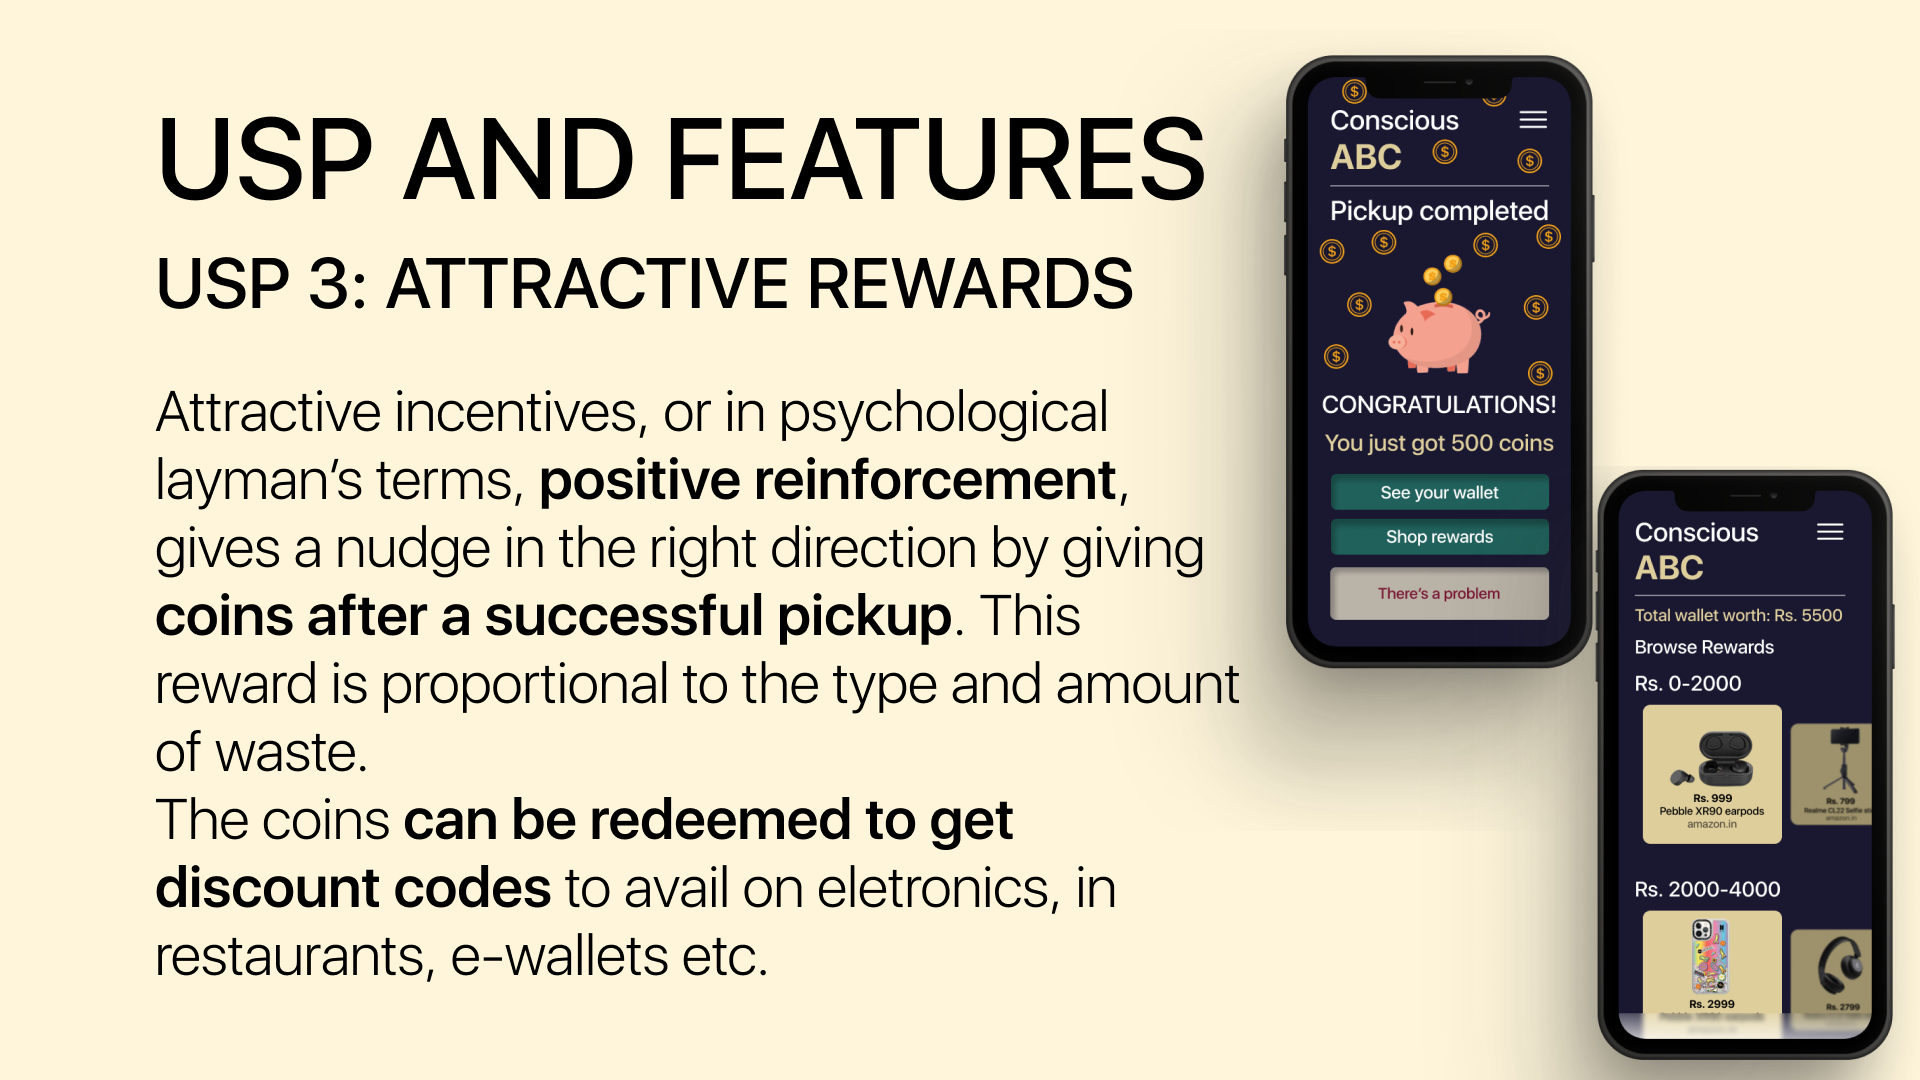 USP AND FEATURES
USP 3: ATTRACTIVE REWARDS
Attractive incentives, or in psychological
layman’s terms, positive reinforcement,
gives a nudge in the right direction by giving
coins after a successful pickup. This
reward is proportional to the type and amount
of waste.
The coins can be redeemed to get
discount codes to avail on eletronics, in
restaurants, e-wallets etc.
Conscious
ABC
Pickup completed
CONGRATULATIONS!
You just got 500 coins
See your wallet
Shop rewards
There’s a problem
Conscious
ABC
Total wallet worth: Rs. 5500
Browse Rewards
Rs. 0-2000
Rs. 999
Pebble XR90 earpods
amazon.in
Rs. 799
Realme CL22 Selfie
amazon.in
Rs. 2000-4000
Rs. 2999
Rs. 2799